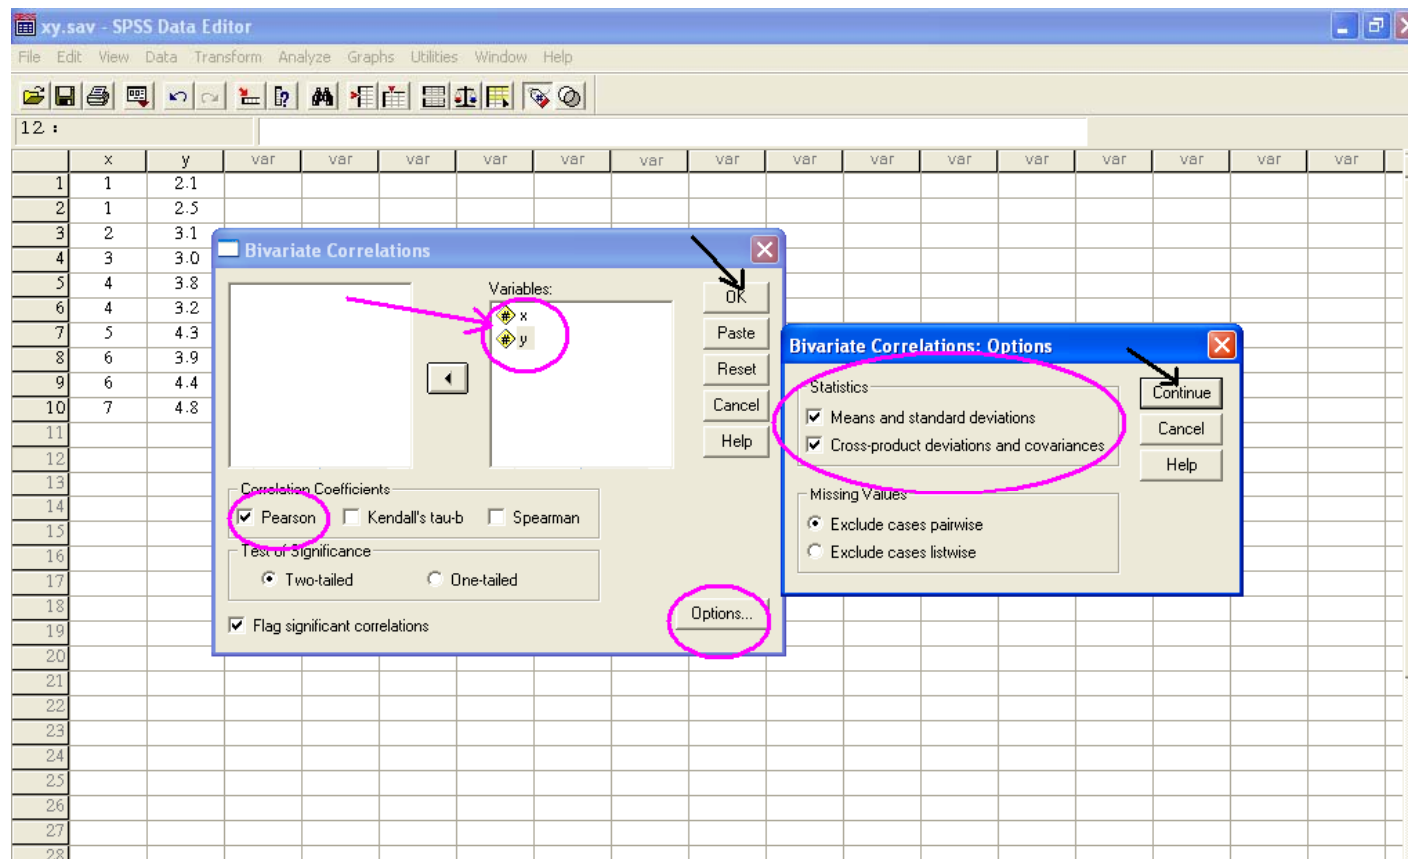 xy.sav - SPSS Data Editor
File Edit View Data Transform Analyze Graphs Utilities Window Help
12 :
x y var var var var var var var var var var var var var var var
1 1 2.1
2 1 2.5
3 2 3.1
4 3 3.0
5 4 3.8
6 4 3.2
7 5 4.3
8 6 3.9
9 6 4.4
10 7 4.8
11
12
13
14
15
16
17
18
19
20
21
22
23
24
25
26
27
28
Bivariate Correlations
Variables:
x
y
OK
Paste
Reset
Cancel
Help
Correlation Coefficients
Pearson Kendall's tau-b Spearman
Test of Significance
Two-tailed One-tailed
Flag significant correlations
Options...
Bivariate Correlations: Options
Statistics
Means and standard deviations
Cross-product deviations and covariances
Missing Values
Exclude cases pairwise
Exclude cases listwise
Continue
Cancel
Help